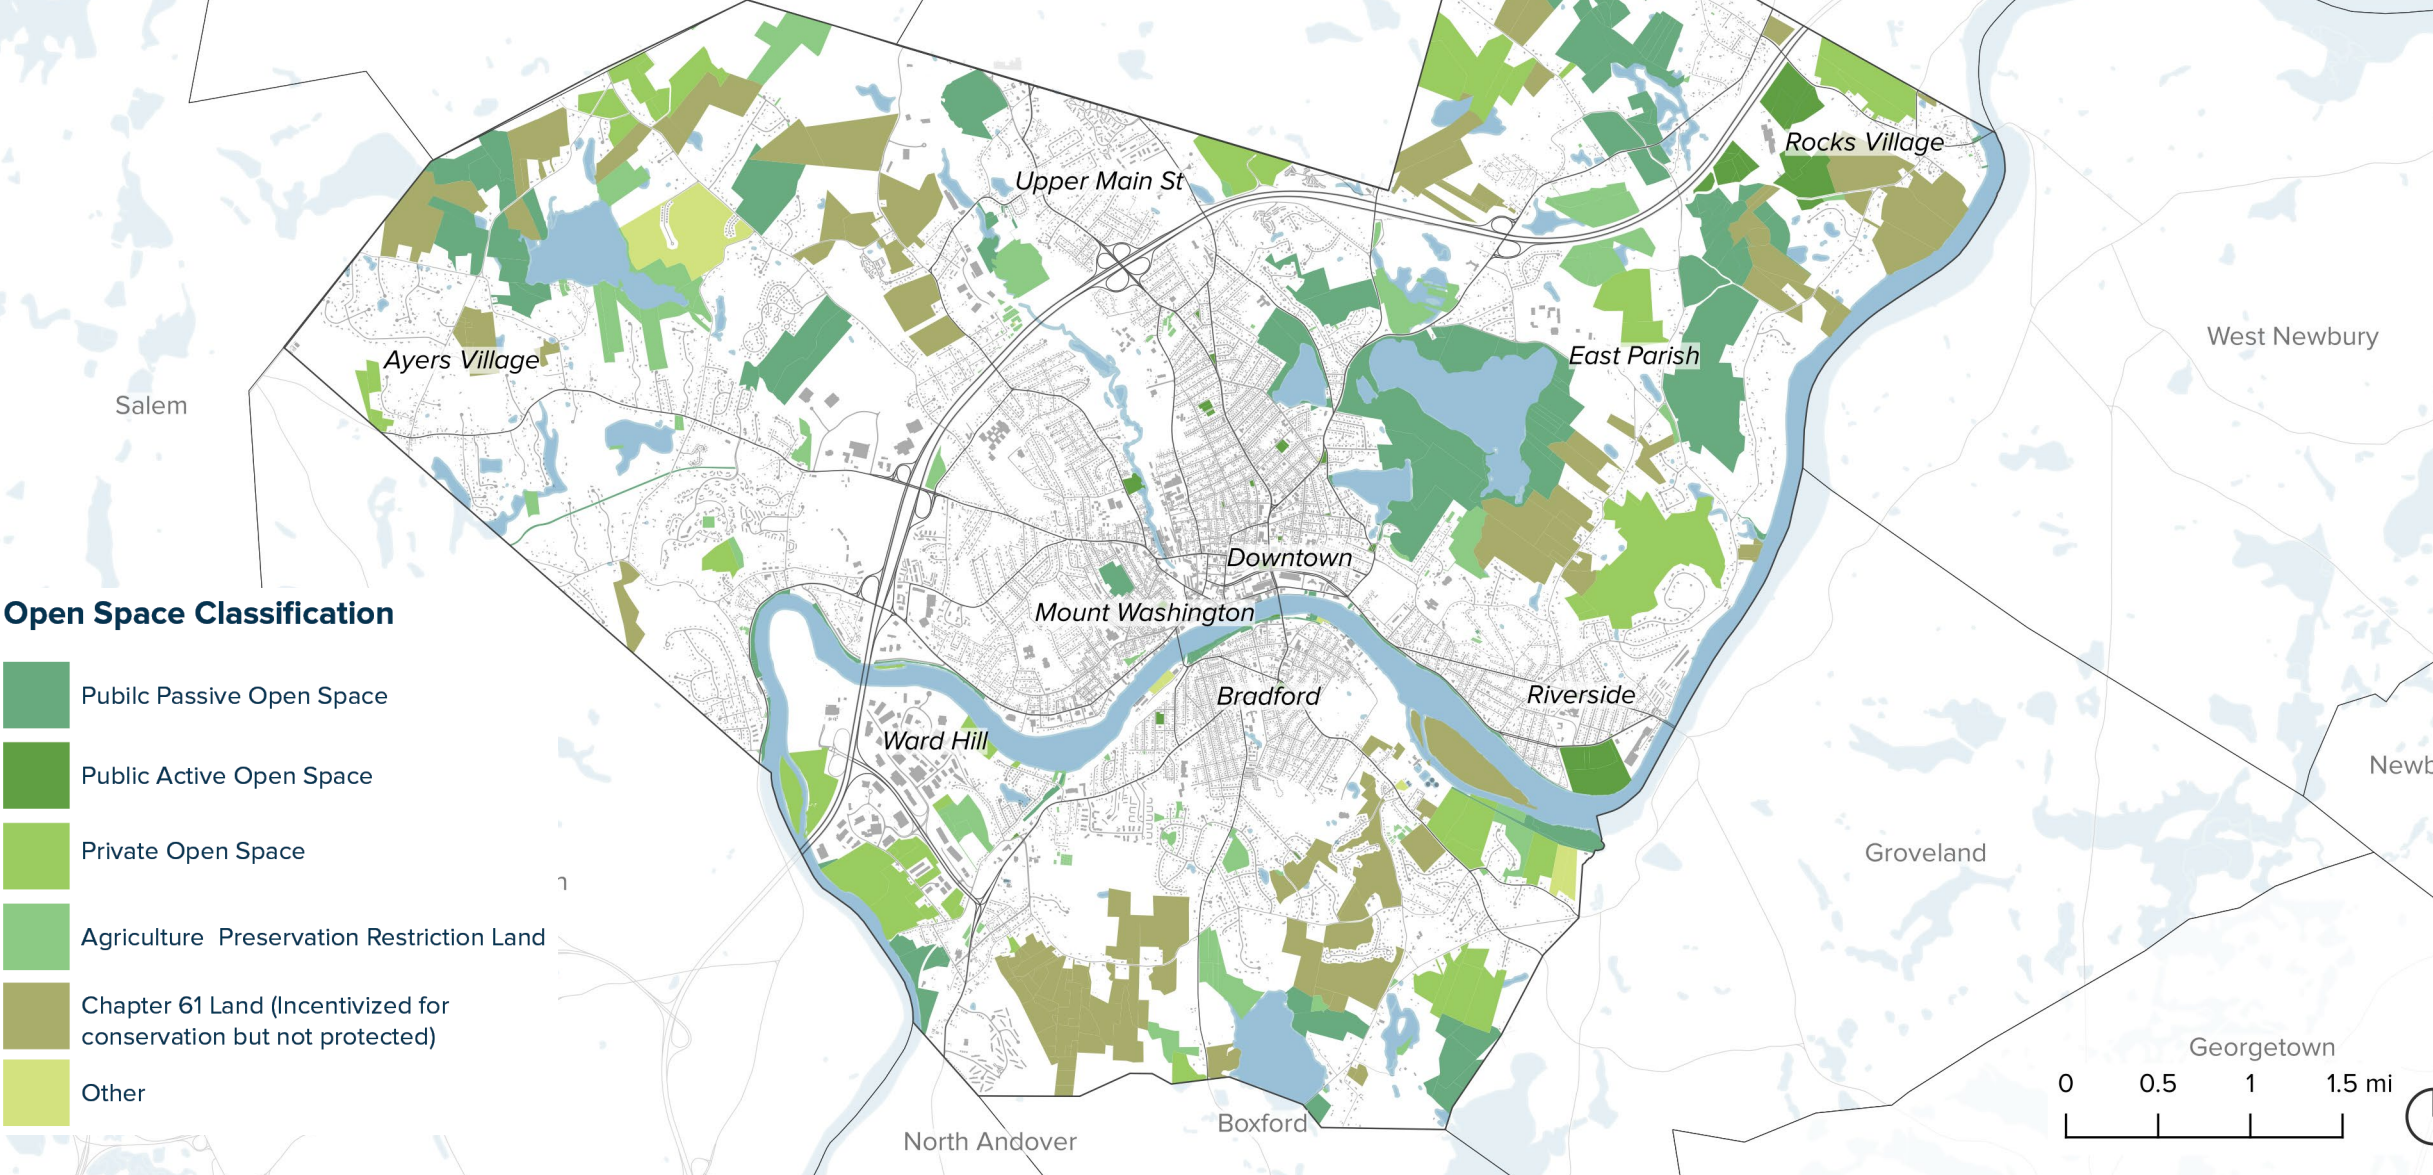 Rocks Village
Upper Main St
West Newbury
East Parish
Ayers Village
Salem
Downtown
Open Space Classification
Mount Washington
Pubilc Passive Open Space
Bradford
Riverside
Ward Hill
Newb
Public Active Open Space
Private Open Space
Groveland
n
Agriculture Preservation Restriction Land
Chapter 61 Land (Incentivized for
conservation but not protected)
Georgetown
Other
0 0.5 1 1.5 mi
Boxford
North Andover